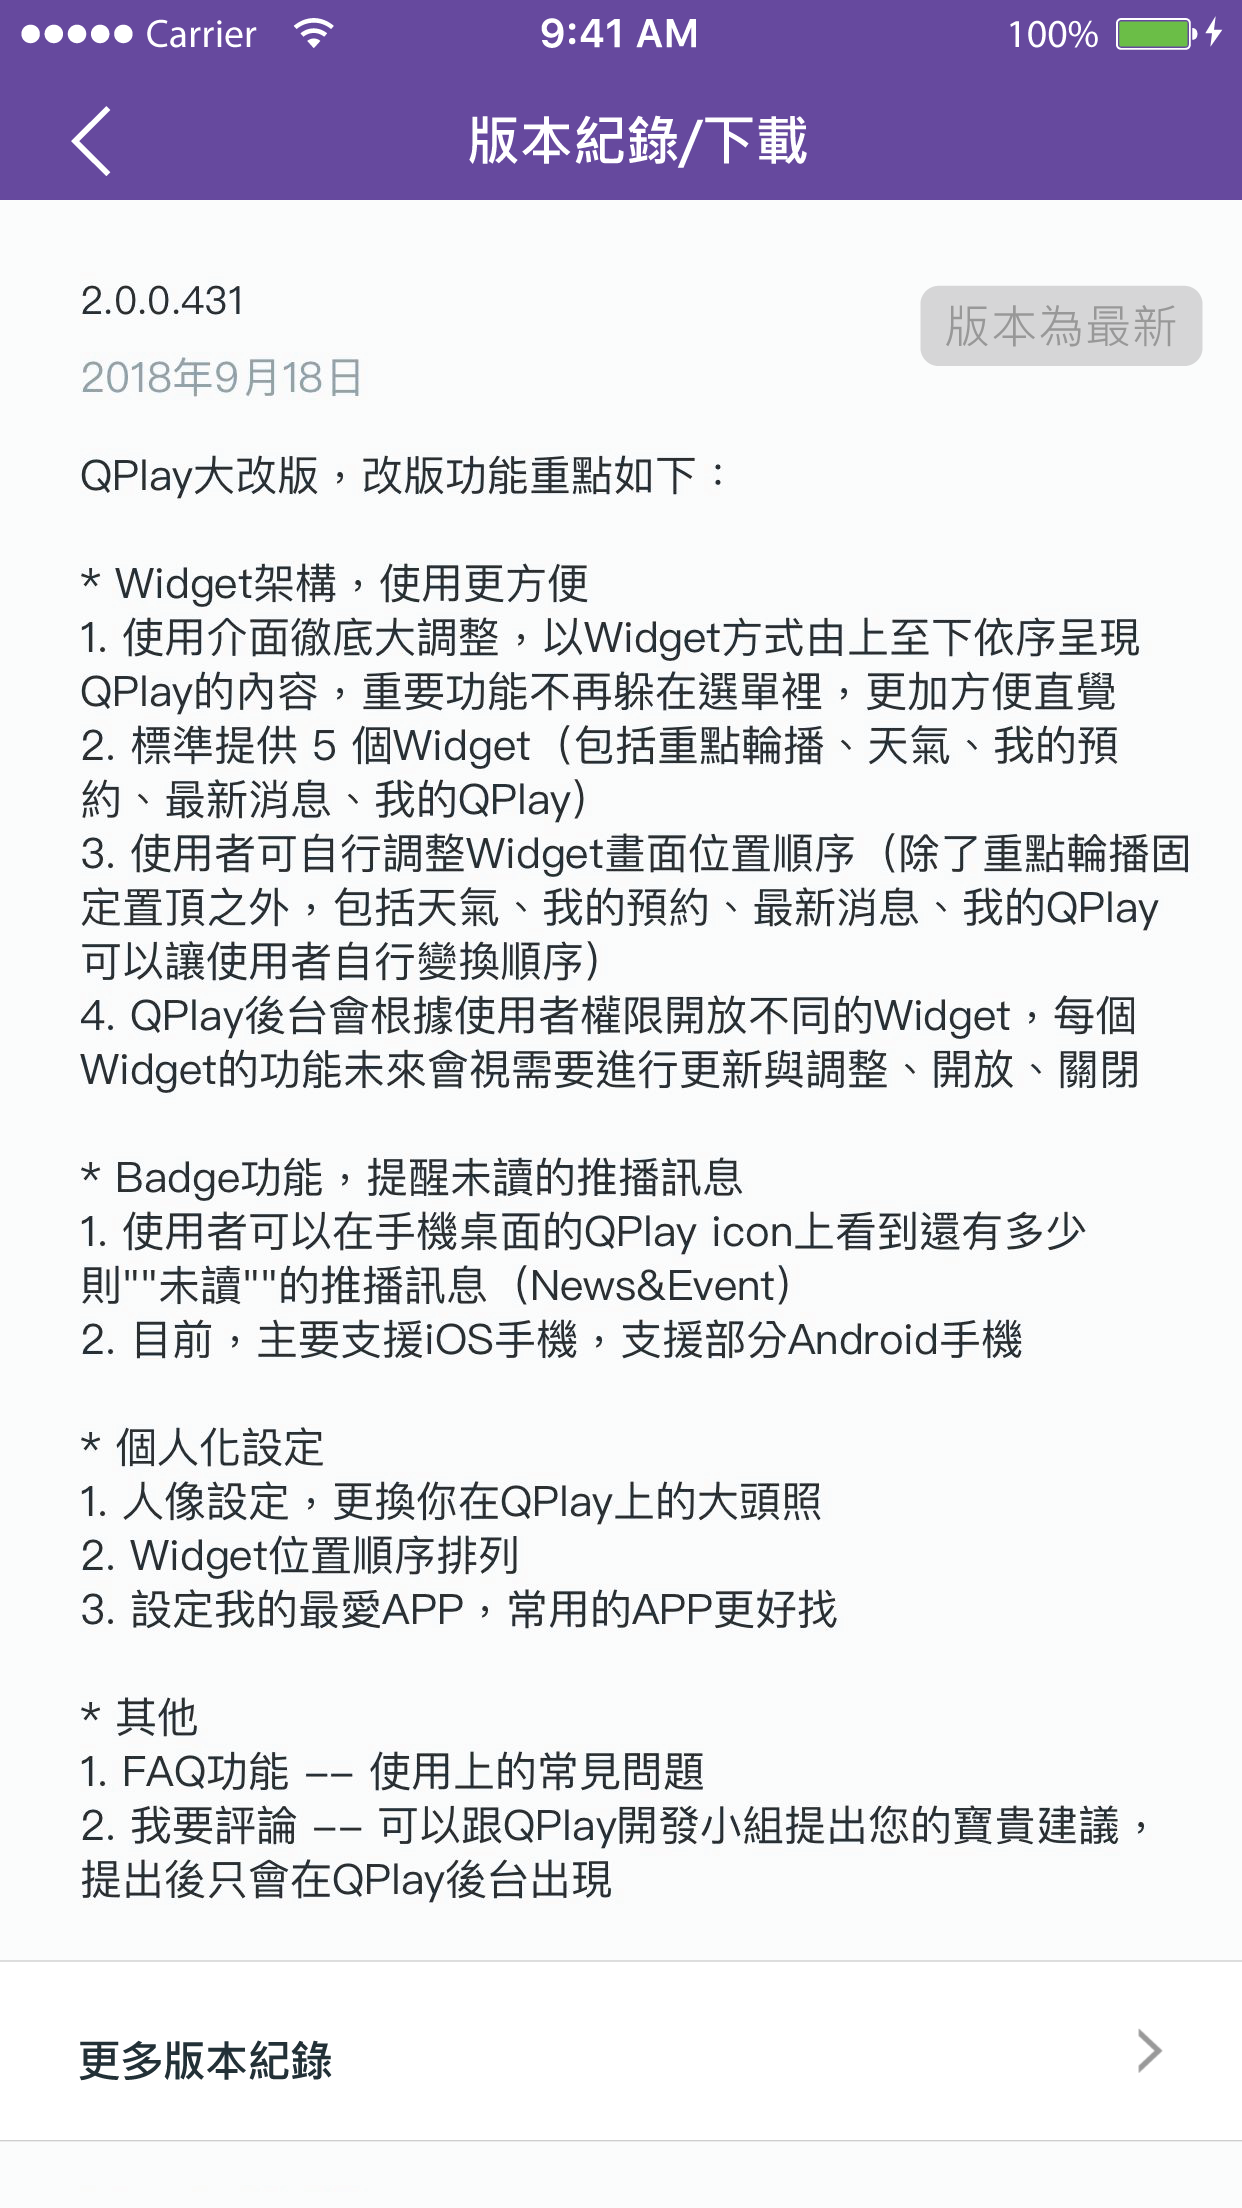 Carrier 9:41 AM 100%
版本紀錄/下載
2.0.0.431
版本為最新
2018年9月18日
QPlay大改版，改版功能重點如下：
* Widget架構，使用更方便
1. 使用介面徹底大調整，以Widget方式由上至下依序呈現
QPlay的內容，重要功能不再躲在選單裡，更加方便直覺
2. 標準提供 5 個Widget（包括重點輪播、天氣、我的預
約、最新消息、我的QPlay）
3. 使用者可自行調整Widget畫面位置順序（除了重點輪播固
定置頂之外，包括天氣、我的預約、最新消息、我的QPlay
可以讓使用者自行變換順序）
4. QPlay後台會根據使用者權限開放不同的Widget，每個
Widget的功能未來會視需要進行更新與調整、開放、關閉
* Badge功能，提醒未讀的推播訊息
1. 使用者可以在手機桌面的QPlay icon上看到還有多少
則""未讀""的推播訊息（News&Event）
2. 目前，主要支援iOS手機，支援部分Android手機
* 個人化設定
1. 人像設定，更換你在QPlay上的大頭照
2. Widget位置順序排列
3. 設定我的最愛APP，常用的APP更好找
* 其他
1. FAQ功能 -- 使用上的常見問題
2. 我要評論 -- 可以跟QPlay開發小組提出您的寶貴建議，
提出後只會在QPlay後台出現
更多版本紀錄